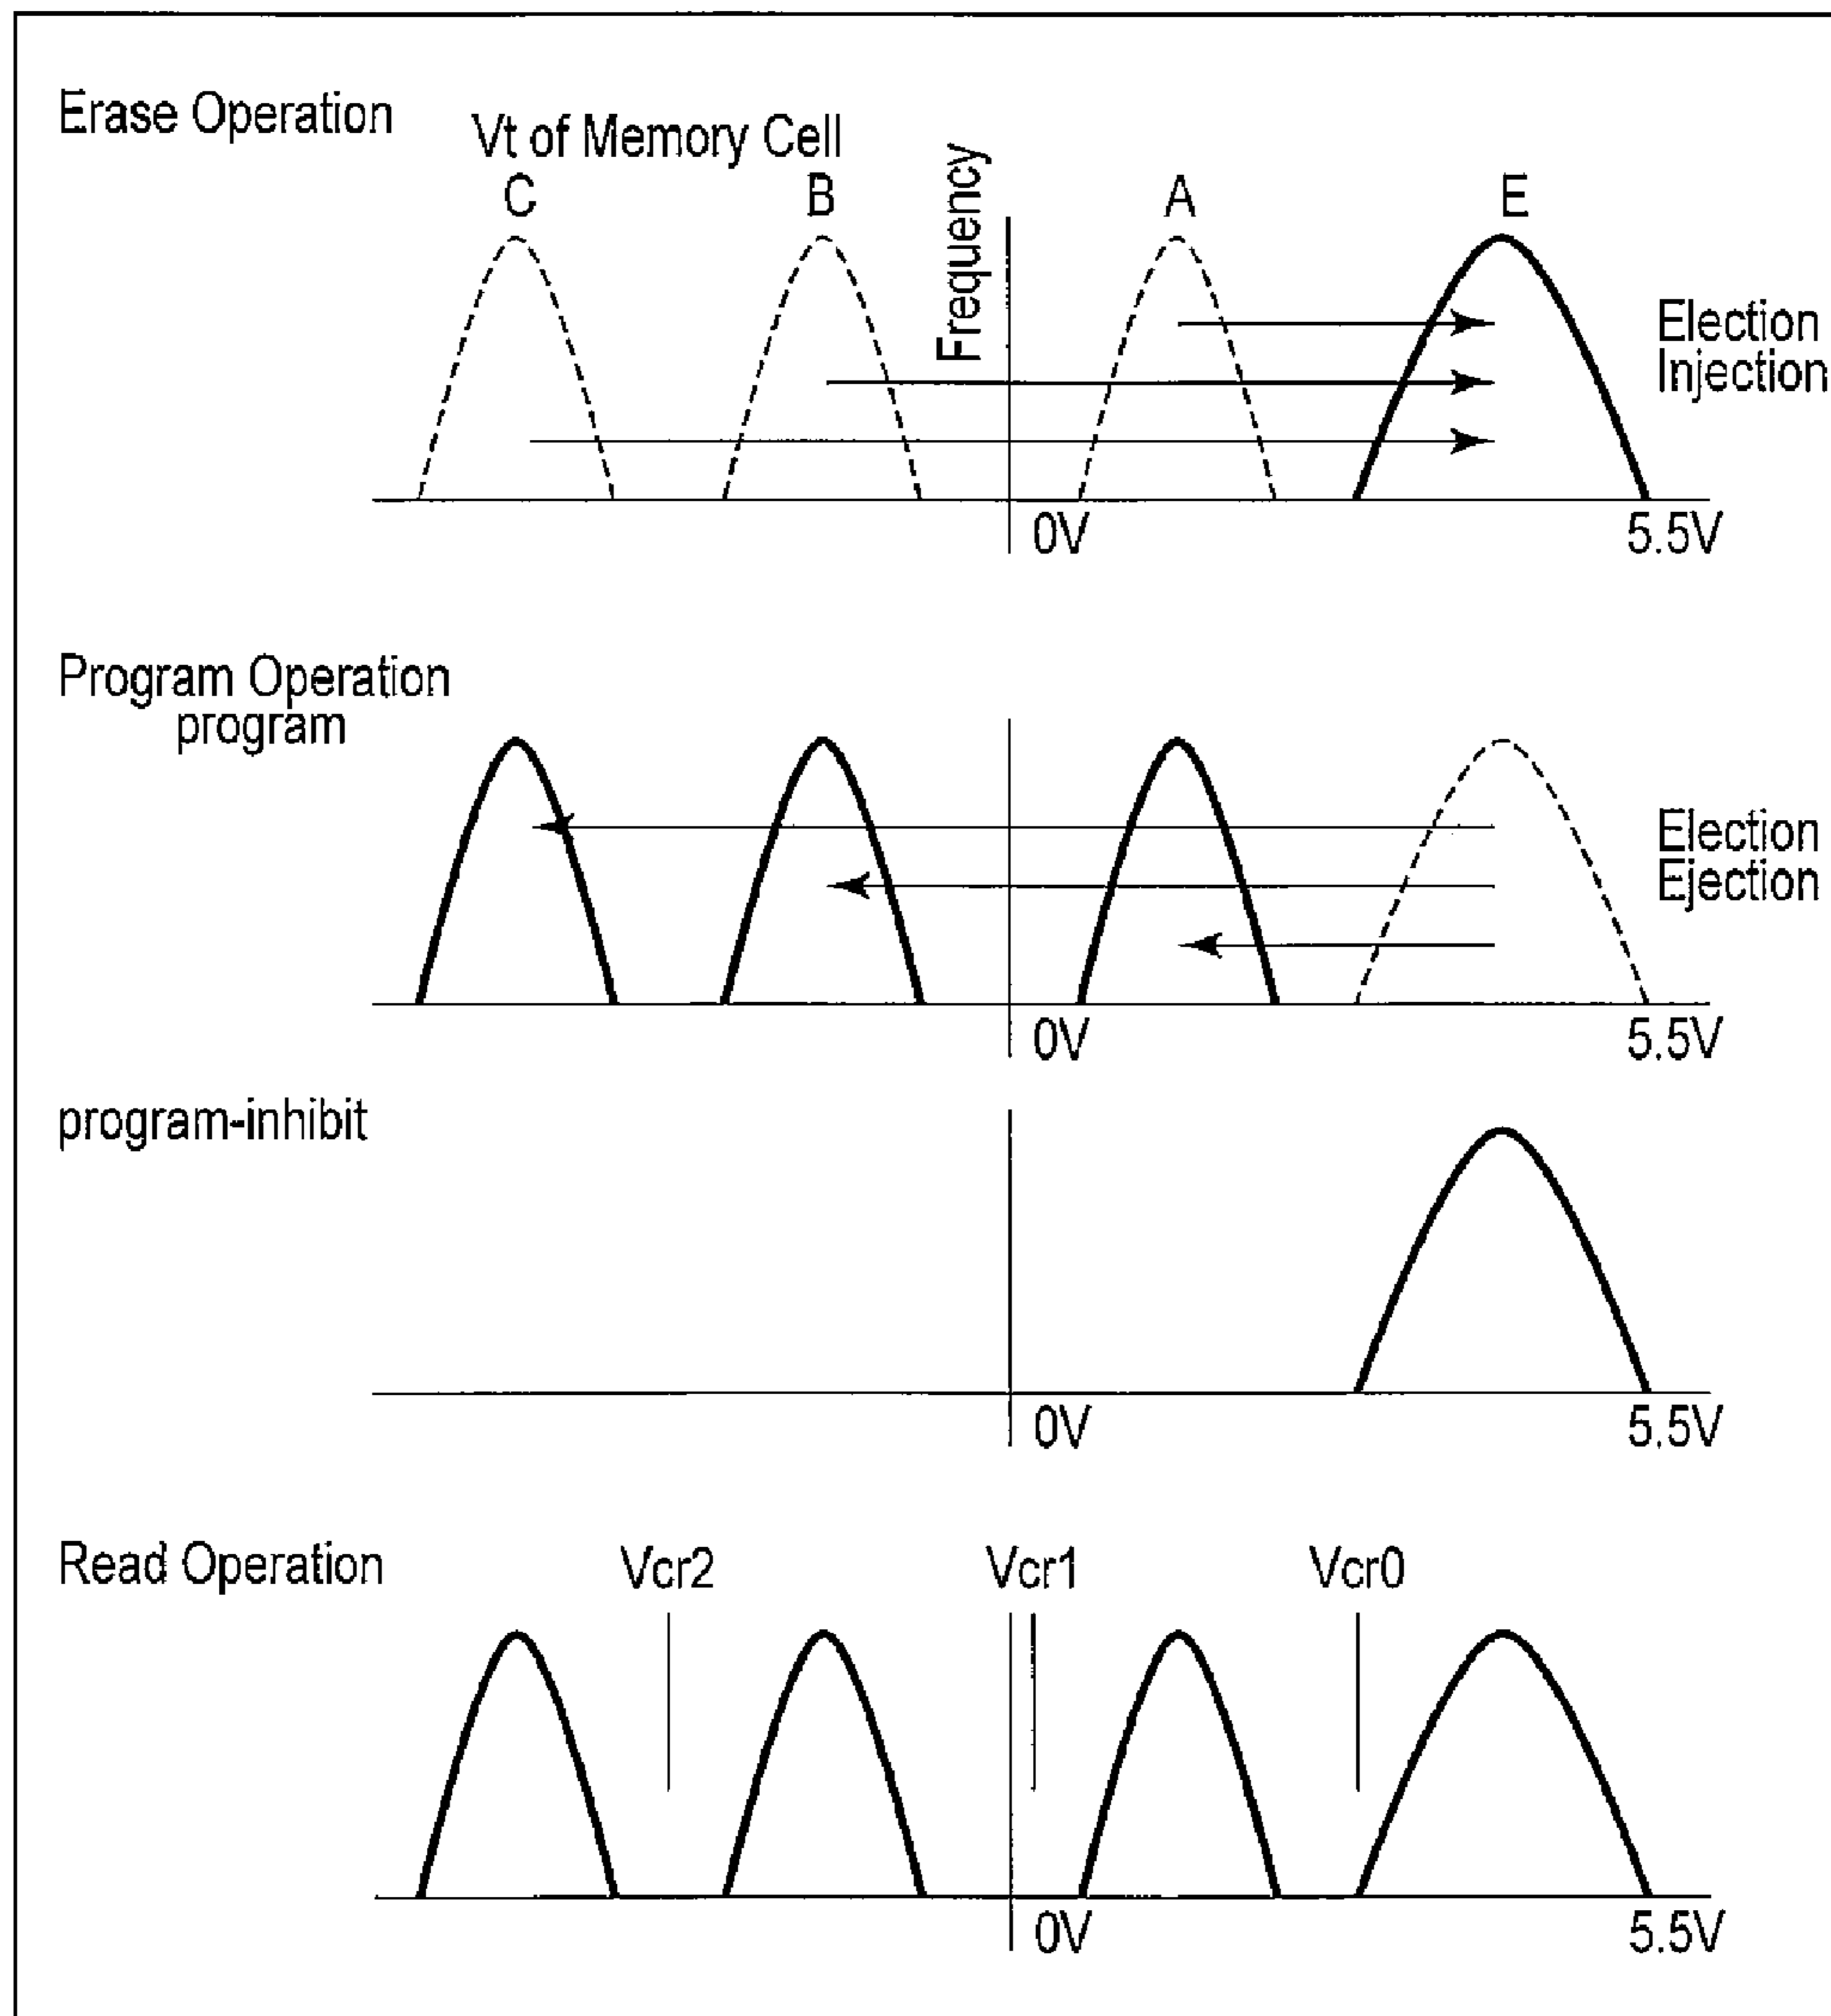 Erase Operation
Vt of Memory Cell
C
B
Frequency
A
E
Election
Injection
0V
5.5V
Program Operation
program
Election
Ejection
0V
5.5V
program-inhibit
0V
5.5V
Read Operation
Vcr2
Vcr1
Vcr0
0V
5.5V